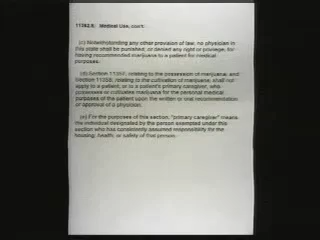 11362.5: Medical Use, cont:
(c) Notwithstanding any other provision of law, no physician in
this state shall be punished, or denied any right or privilege, for
having recommended marijuana to a patient for medical
purposes.
(d) Section 11357, relating to the possession of marijuana, and
Section 11358, relating to the cultivation of marijuana, shall not
apply to a patient, or to a patient's primary caregiver, who
possesses or cultivates marijuana for the personal medical
purposes of the patient upon the written or oral recommendation
or approval of a physician.
(e) For the purposes of this section, "primary caregiver" means
the individual designated by the person exempted under this
section who has consistently assumed responsibility for the
housing, health, or safety of that person.